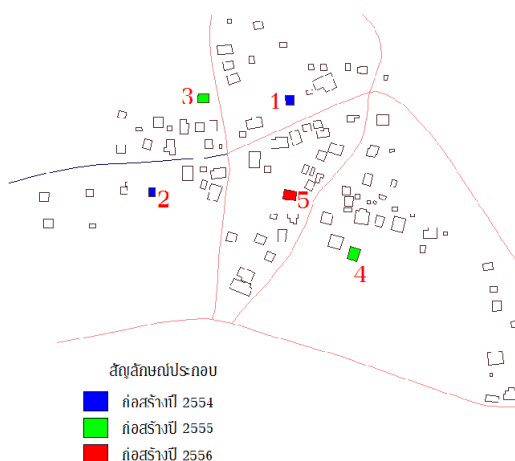 3 1
2 5
4
สัญลักษณ์ประกอบ
ก่อสร้างปี 2554
ก่อสร้างปี 2555
ก่อสร้างปี 2556